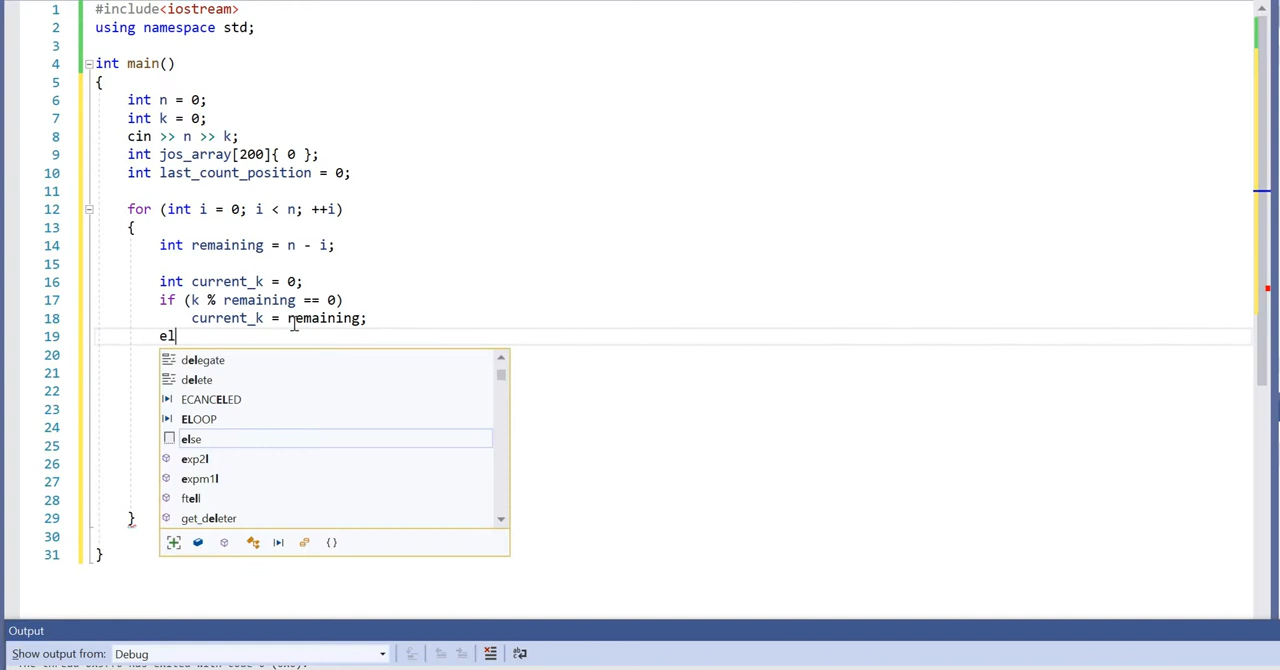 1 #include<iostream>
2 using namespace std;
3
4 int main()
5 {
6 int n = 0;
7 int k = 0;
8 cin >> n >> k;
9 int jos_array[200]{ 0 };
10 int last_count_position = 0;
11
12 for (int i = 0; i < n; ++i)
13 {
14 int remaining = n - i;
15
16 int current_k = 0;
17 if (k % remaining == 0)
18 current_k = remaining;
19 el
20
21 delegate
22 delete
23 ECANCELED
24 ELOOP
25 else
26 exp2l
27 expm1l
28 ftell
29 } get_deleter
30 { }
31 }
Output
Show output from: Debug